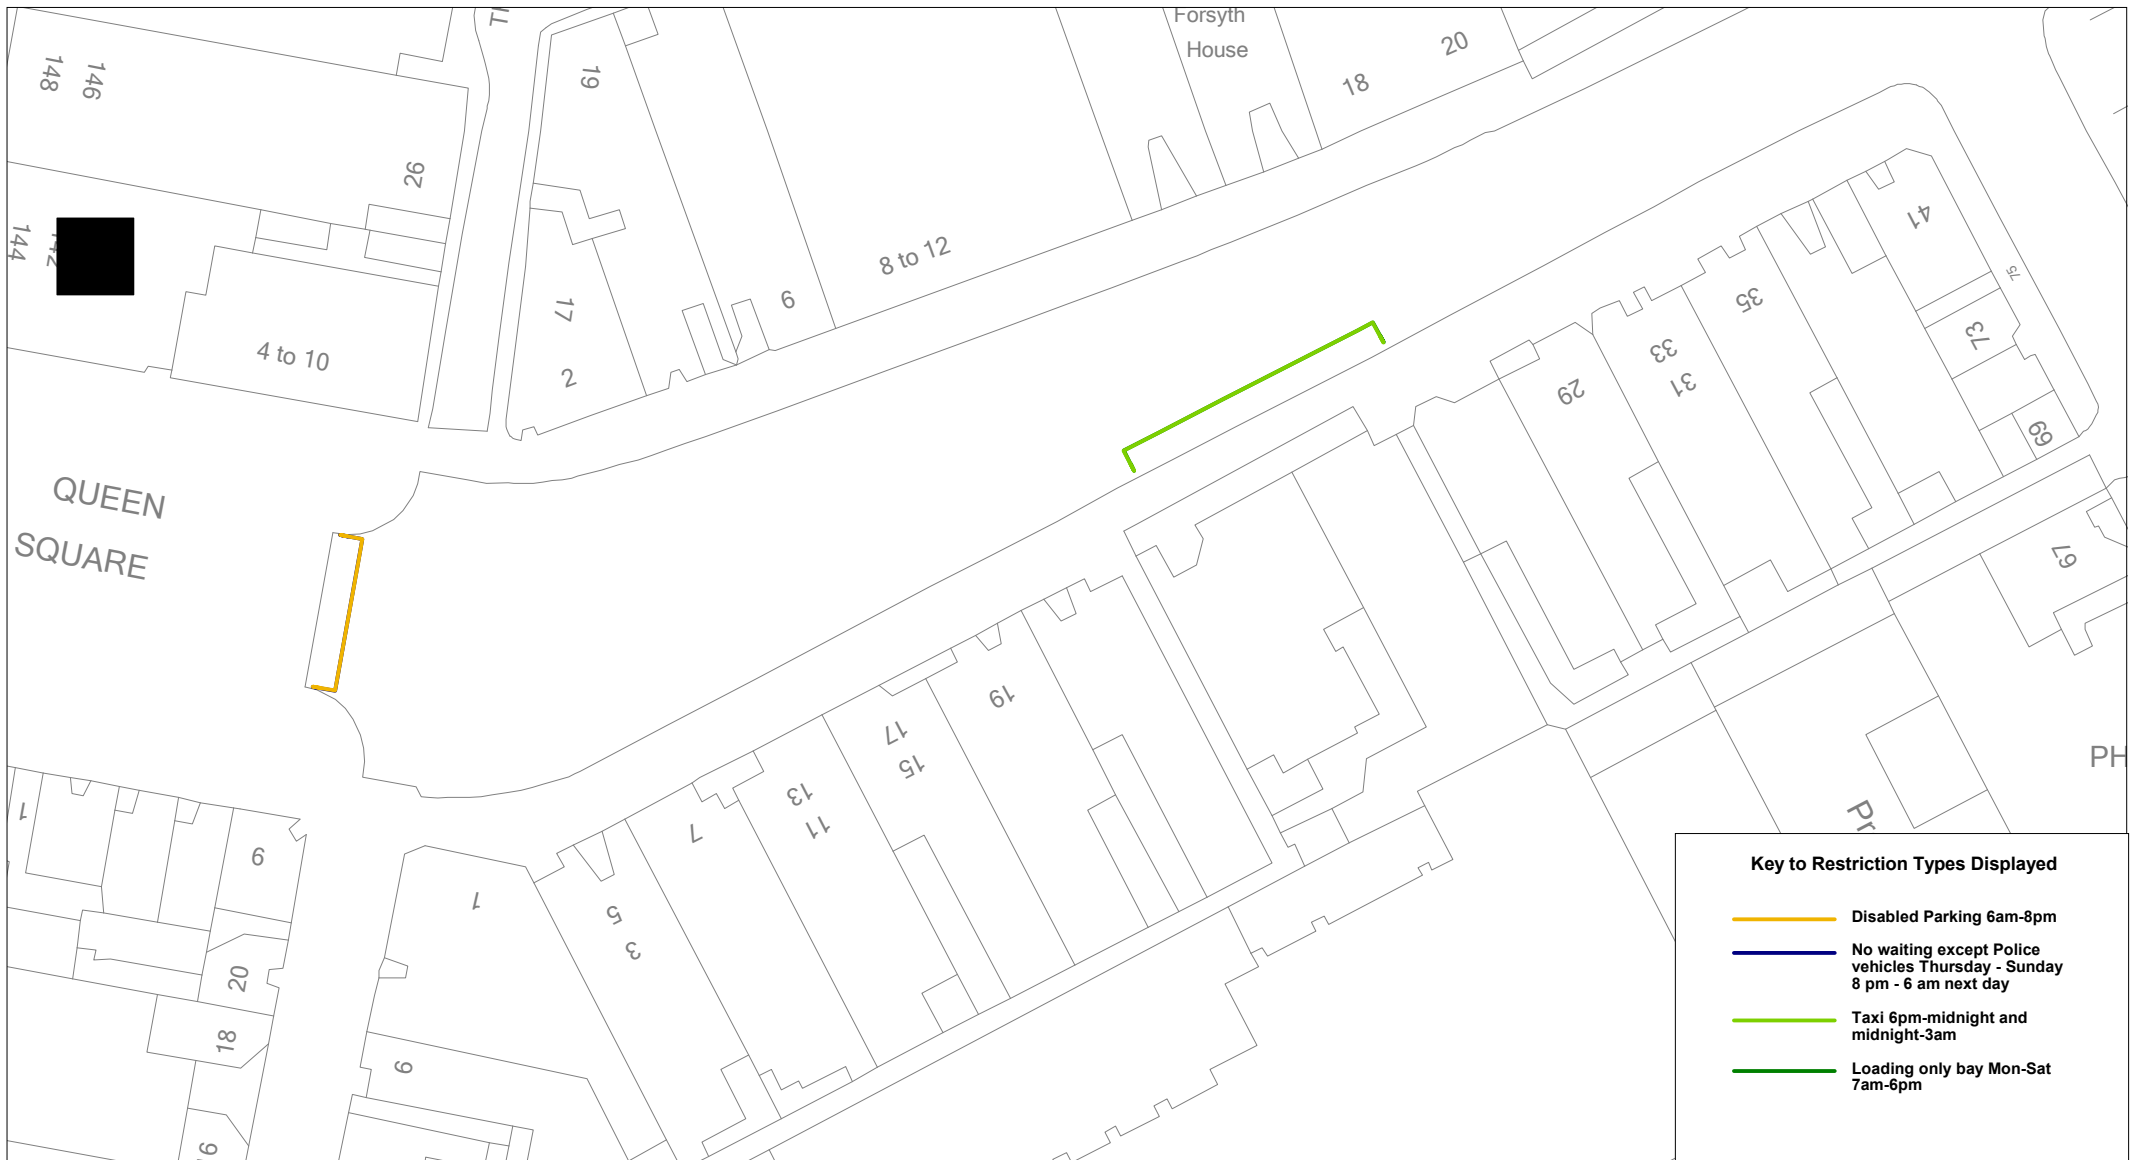 Forsyth
House
148
146
26
19
18
20
144
4 to 10
17
2
6
8 to 12
41
75
35
33
31
29
73
69
67
QUEEN
SQUARE
1
6
20
18
1
9
5
3
7
13
11
17
15
19
PH
Key to Restriction Types Displayed
Disabled Parking 6am-8pm
No waiting except Police
vehicles Thursday - Sunday
8 pm - 6 am next day
Taxi 6pm-midnight and
midnight-3am
Loading only bay Mon-Sat
7am-6pm